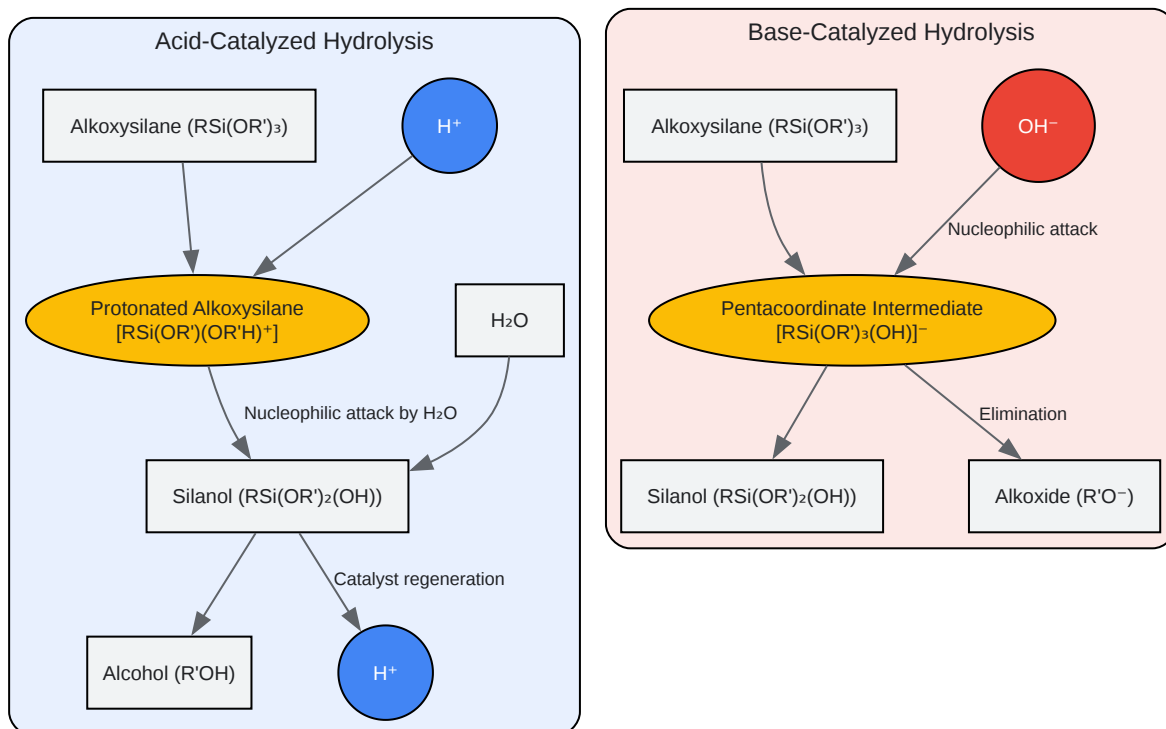 Acid-Catalyzed Hydrolysis
Alkoxysilane (RSi(OR')₃)
H⁺
Protonated Alkoxysilane
[RSi(OR')(OR'H)⁺]
H₂O
Nucleophilic attack by H₂O
Silanol (RSi(OR')₂(OH))
Catalyst regeneration
Alcohol (R'OH)
H⁺
Base-Catalyzed Hydrolysis
Alkoxysilane (RSi(OR')₃)
OH⁻
Nucleophilic attack
Pentacoordinate Intermediate
[RSi(OR')₃(OH)]⁻
Elimination
Silanol (RSi(OR')₂(OH))
Alkoxide (R'O⁻)